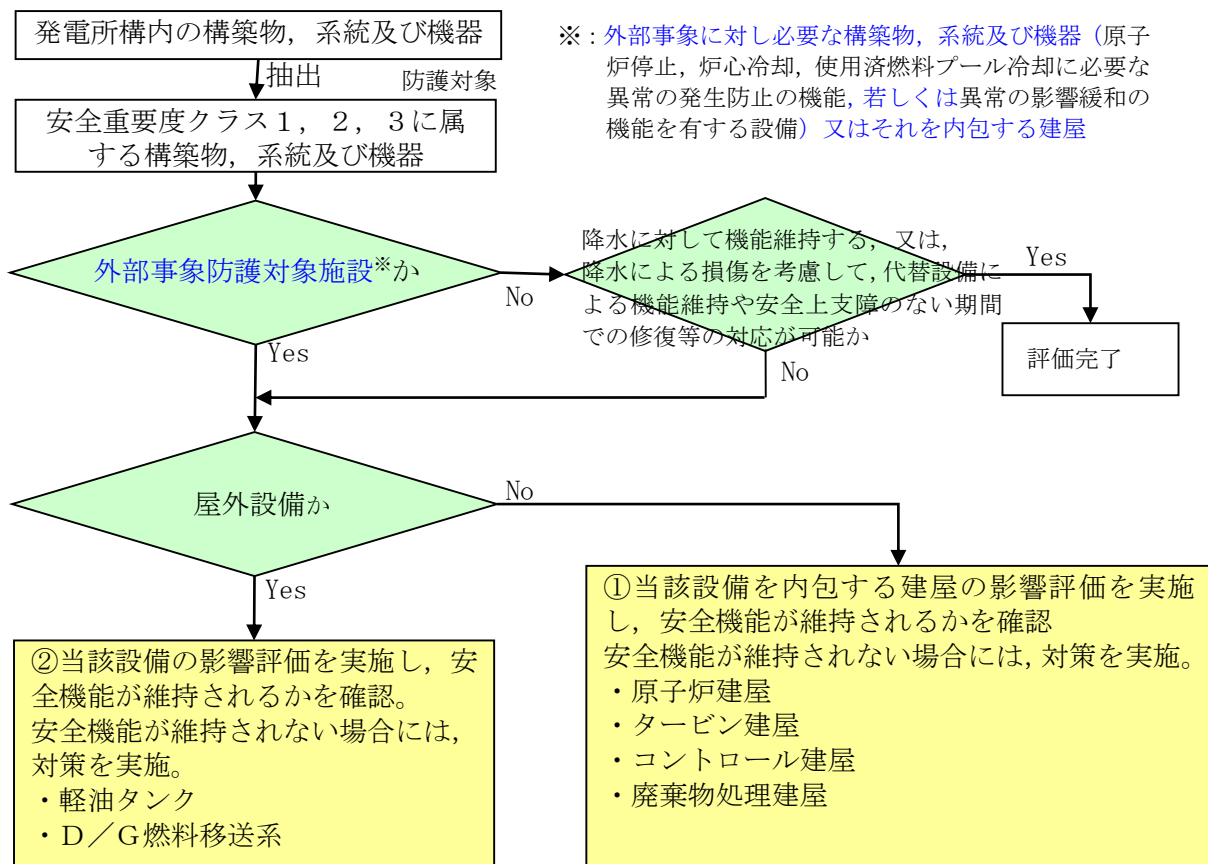 発電所構内の構築物，系統及び機器
抽出
防護対象
安全重要度クラス１，２，３に属
する構築物，系統及び機器
※：外部事象に対し必要な構築物，系統及び機器（原子
炉停止，炉心冷却，使用済燃料プール冷却に必要な
異常の発生防止の機能，若しくは異常の影響緩和の
機能を有する設備）又はそれを内包する建屋
外部事象防護対象施設※か
No
Yes
降水に対して機能維持する，又は，
降水による損傷を考慮して，代替設備に
よる機能維持や安全上支障のない期間
での修復等の対応が可能か
Yes
No
評価完了
屋外設備か
No
Yes
①当該設備を内包する建屋の影響評価を実施
し，安全機能が維持されるかを確認
安全機能が維持されない場合には，対策を実施。
・原子炉建屋
・タービン建屋
・コントロール建屋
・廃棄物処理建屋
②当該設備の影響評価を実施し，安
全機能が維持されるかを確認。
安全機能が維持されない場合には，
対策を実施。
・軽油タンク
・Ｄ／Ｇ燃料移送系